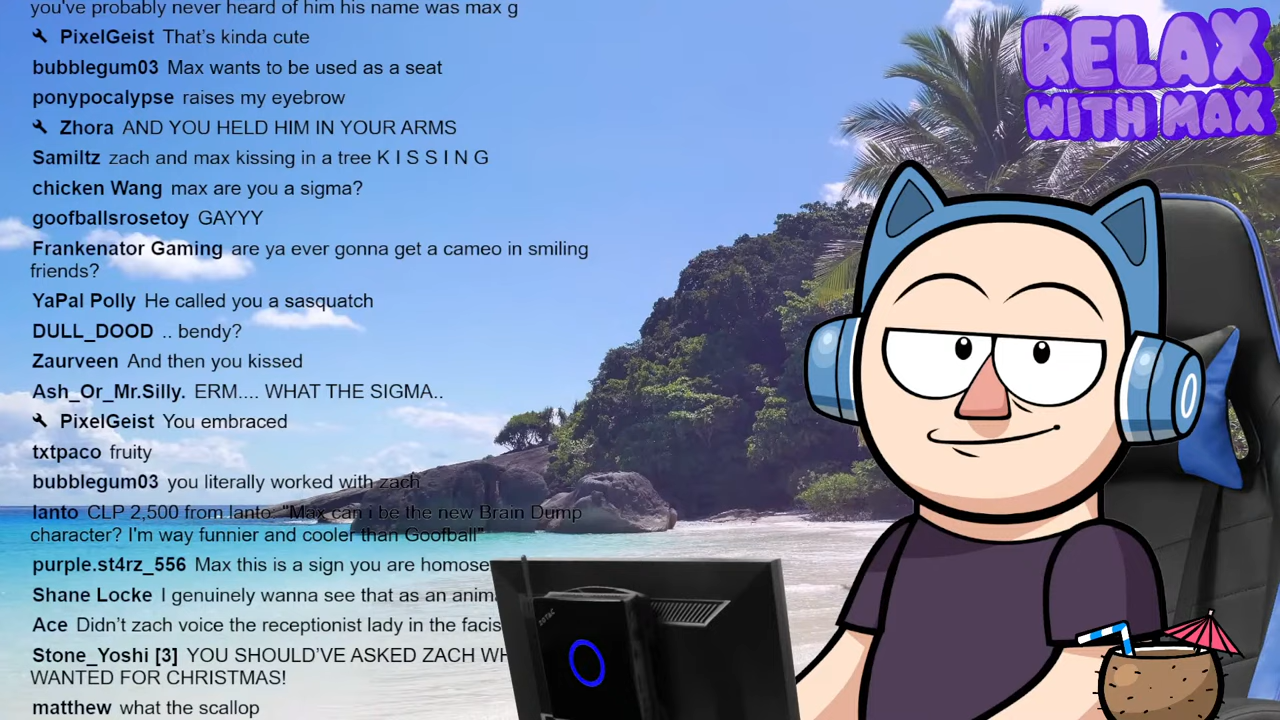 you've probably never heard of him his name was max g
PixelGeist That's kinda cute
bubblegum03 Max wants to be used as a seat
ponypocalypse raises my eyebrow
Zhora AND YOU HELD HIM IN YOUR ARMS
Samiltz zach and max kissing in a tree K I S S I N G
chicken Wang max are you a sigma?
goofballsrosetoy GAYYY
Frankenator Gaming are ya ever gonna get a cameo in smiling
friends?
YaPal Polly He called you a sasquatch
DULL_DOOD .. bendy?
Zaurveen And then you kissed
Ash_Or_Mr.Silly. ERM.... WHAT THE SIGMA..
PixelGeist You embraced
txtpaco fruity
bubblegum03 you literally worked with zach
lanto CLP 2,500 from lanto: "Max can i be the new Brain Dump
character? I'm way funnier and cooler than Goofball"
purple.st4rz_556 Max this is a sign you are homose
Shane Locke I genuinely wanna see that as an anim
Ace Didn't zach voice the receptionist lady in the facis
Stone_Yoshi [3] YOU SHOULD'VE ASKED ZACH WH
WANTED FOR CHRISTMAS!
matthew what the scallop
RELAX
WITH MAX
ZOTAC